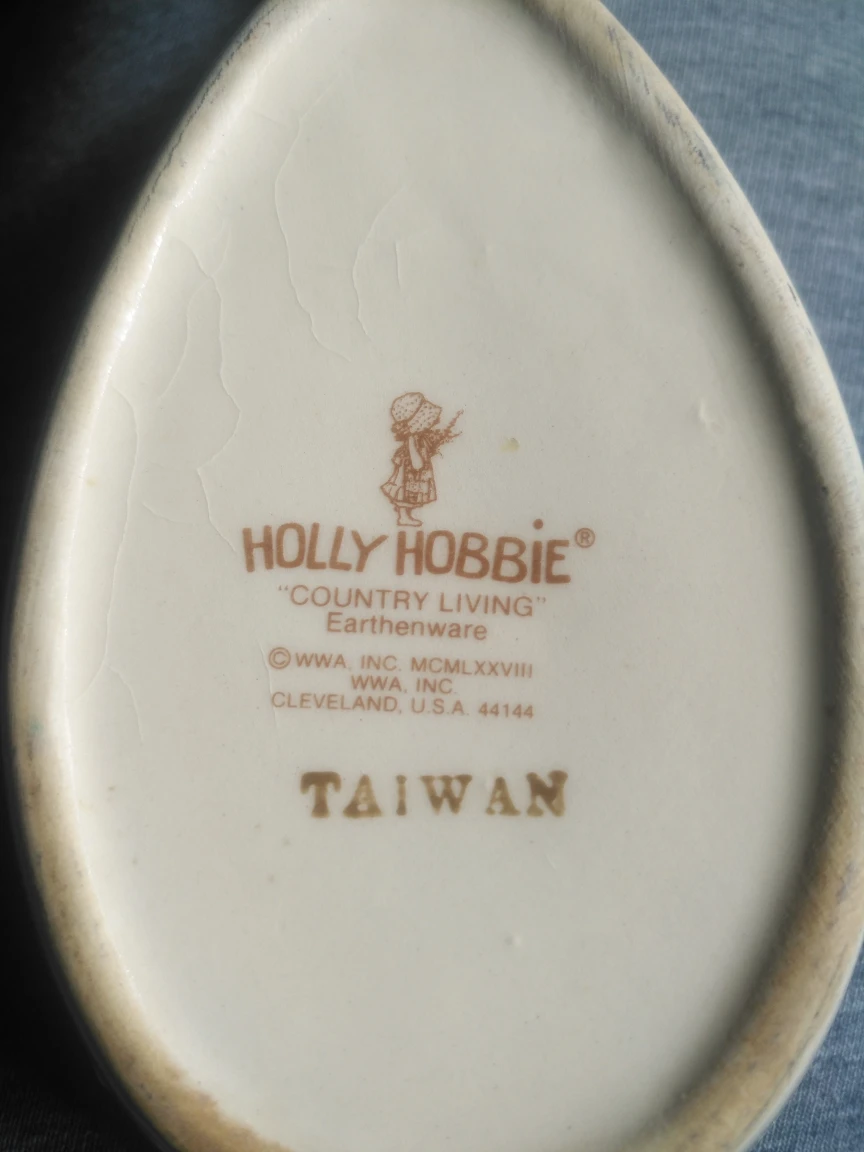 HOLLY HOBBiE®
"COUNTRY LIVING"
Earthenware
©WWA, INC. MCMLXXVIII
WWA, INC.
CLEVELAND, U.S.A. 44144
TAIWAN